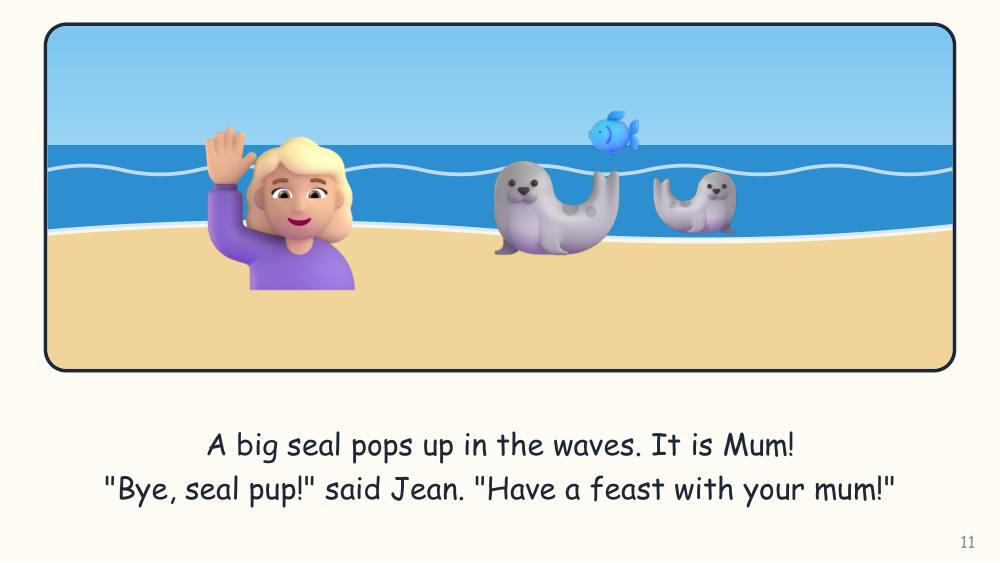 A big seal pops up in the waves. It is Mum!
"Bye, seal pup!" said Jean. "Have a feast with your mum!"
11